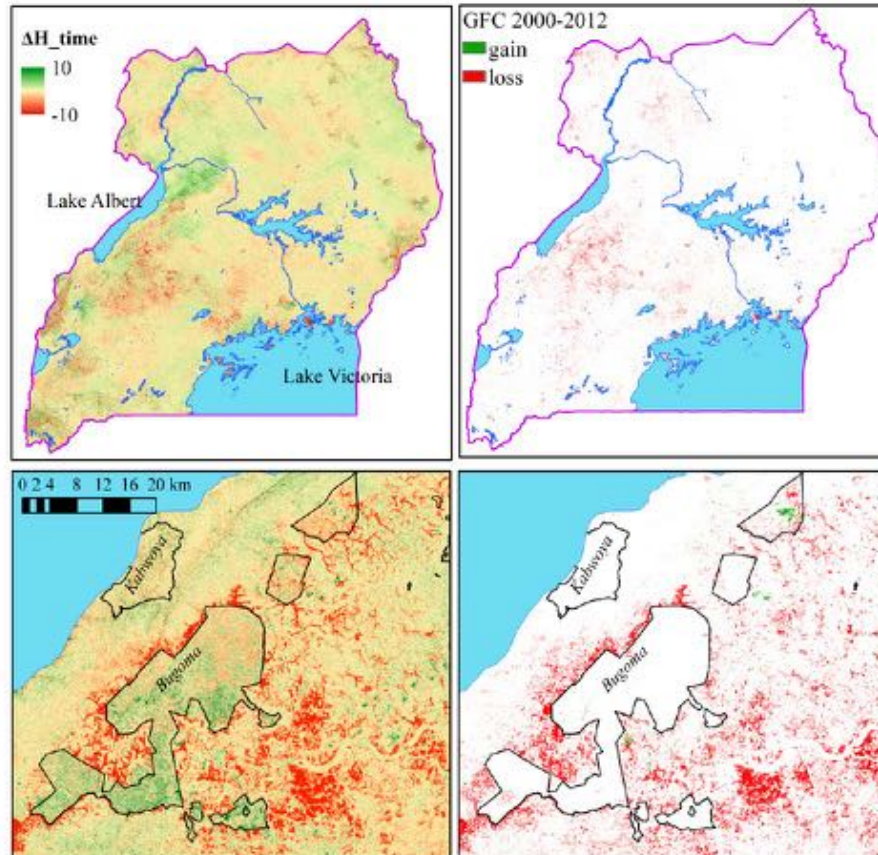 ΔH_time
10
-10
Lake Albert
Lake Victoria
GFC 2000-2012
gain
loss
0 2 4 8 12 16 20 km
Kabwoya
Bugoma
Kabwoya
Bugoma